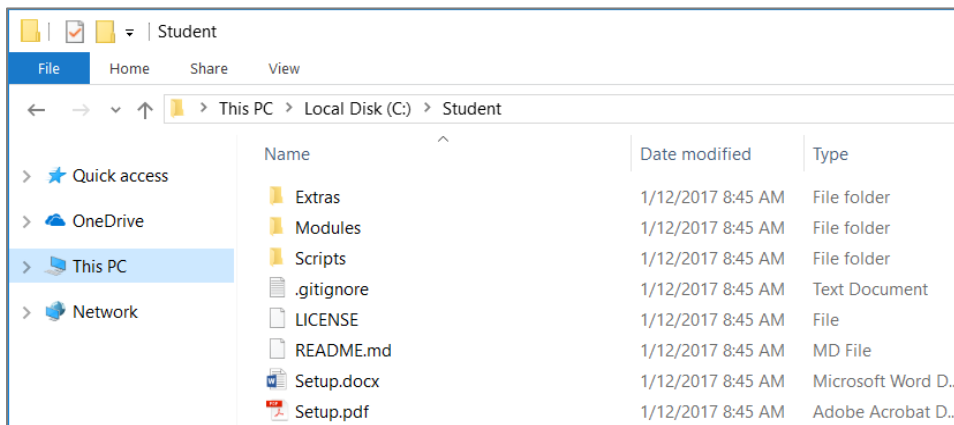 Student
File Home Share View
This PC > Local Disk (C:) > Student
Name Date modified Type
Quick access
OneDrive
This PC
Network
Extras 1/12/2017 8:45 AM File folder
Modules 1/12/2017 8:45 AM File folder
Scripts 1/12/2017 8:45 AM File folder
.gitignore 1/12/2017 8:45 AM Text Document
LICENSE 1/12/2017 8:45 AM File
README.md 1/12/2017 8:45 AM MD File
Setup.docx 1/12/2017 8:45 AM Microsoft Word D...
Setup.pdf 1/12/2017 8:45 AM Adobe Acrobat D...